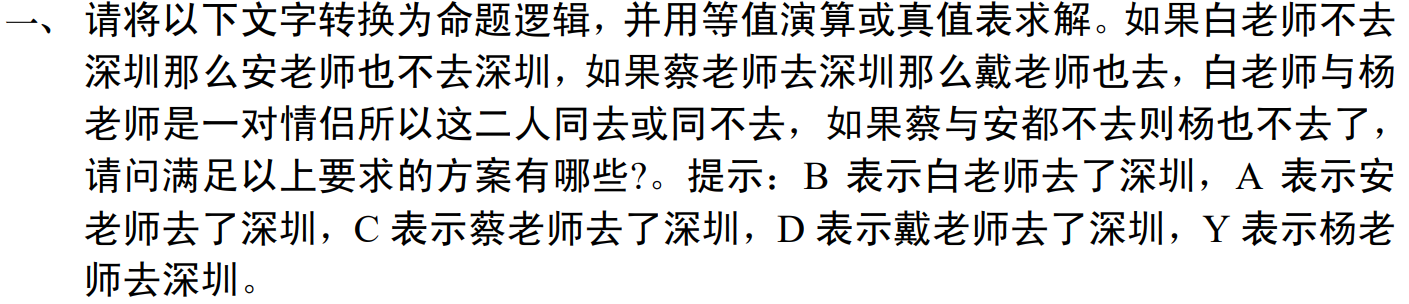 一、 请将以下文字转换为命题逻辑，并用等值演算或真值表求解。如果白老师不去
深圳那么安老师也不去深圳，如果蔡老师去深圳那么戴老师也去，白老师与杨
老师是一对情侣所以这二人同去或同不去，如果蔡与安都不去则杨也不去了，
请问满足以上要求的方案有哪些?。提示：B 表示白老师去了深圳，A 表示安
老师去了深圳，C 表示蔡老师去了深圳，D 表示戴老师去了深圳，Y 表示杨老
师去深圳。